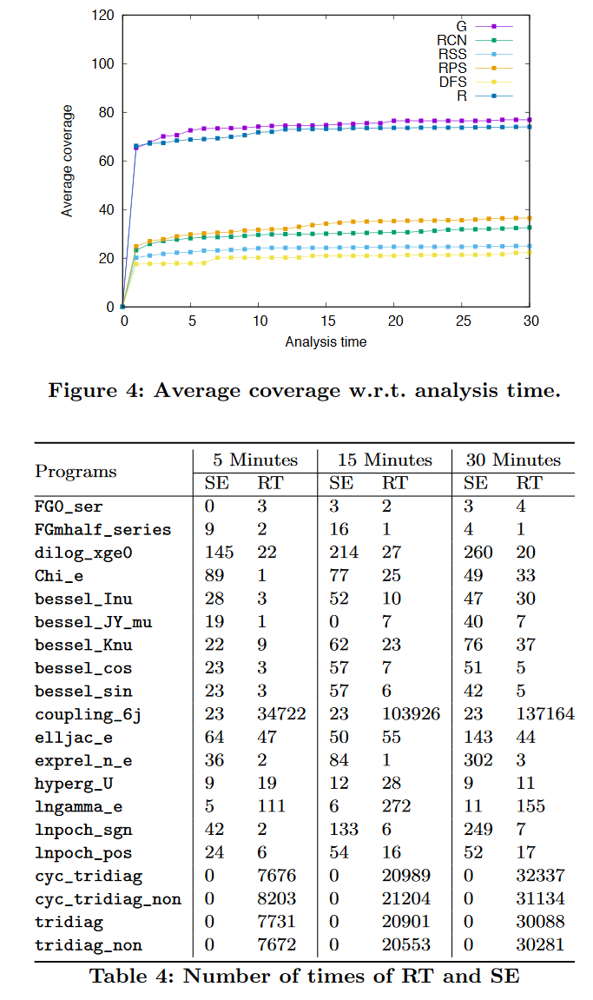 120
100
80
60
40
20
0
Average coverage
G
RCN
RSS
RPS
DFS
R
0 5 10 15 20 25 30
Analysis time
Figure 4: Average coverage w.r.t. analysis time.
Programs 5 Minutes 15 Minutes 30 Minutes
SE RT SE RT SE RT
FG0_ser 0 3 3 2 3 4
FGmhalf_series 9 2 16 1 4 1
dilog_xge0 145 22 214 27 260 20
Chi_e 89 1 77 25 49 33
bessel_Inu 28 3 52 10 47 30
bessel_JY_mu 19 1 0 7 40 7
bessel_Knu 22 9 62 23 76 37
bessel_cos 23 3 57 7 51 5
bessel_sin 23 3 57 6 42 5
coupling_6j 23 34722 23 103926 23 137164
elljac_e 64 47 50 55 143 44
exprel_n_e 36 2 84 1 302 3
hyperg_U 9 19 12 28 9 11
lngamma_e 5 111 6 272 11 155
lnpoch_sgn 42 2 133 6 249 7
lnpoch_pos 24 6 54 16 52 17
cyc_tridiag 0 7676 0 20989 0 32337
cyc_tridiag_non 0 8203 0 21204 0 31134
tridiag 0 7731 0 20901 0 30088
tridiag_non 0 7672 0 20553 0 30281
Table 4: Number of times of RT and SE